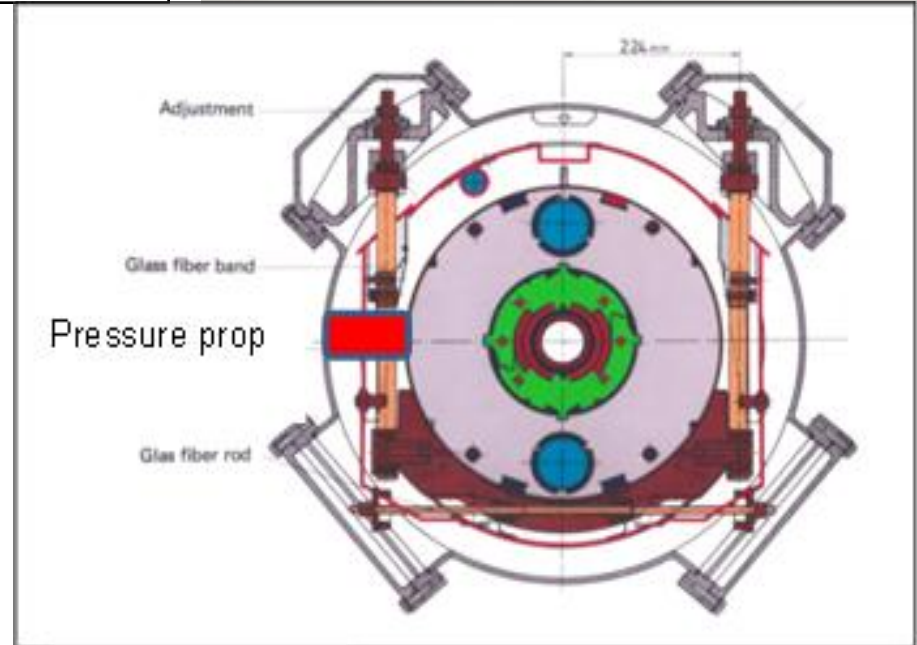 224 mm
Adjustment
Glass fiber band
Pressure prop
Glas fiber rod